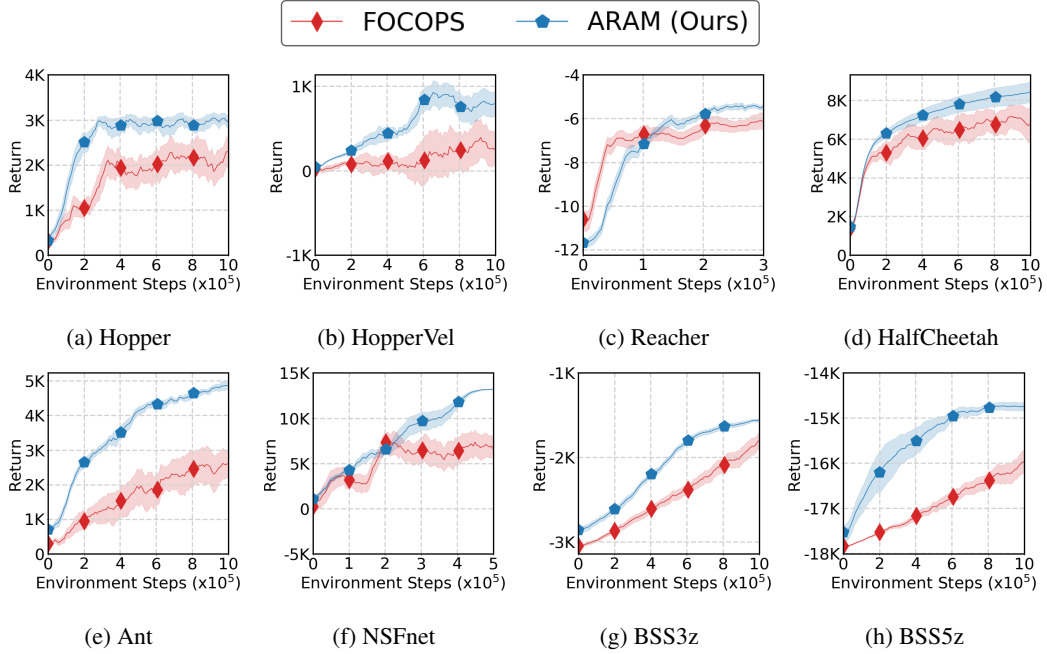 FOCOPS ARAM (Ours)
4K
3K
2K
1K
0
Return
0 2 4 6 8 10
Environment Steps (x10⁵)
(a) Hopper
1K
0
-1K
Return
0 2 4 6 8 10
Environment Steps (x10⁵)
(b) HopperVel
-4
-6
-8
-10
-12
Return
0 1 2 3
Environment Steps (x10⁵)
(c) Reacher
8K
6K
4K
2K
0
Return
0 2 4 6 8 10
Environment Steps (x10⁵)
(d) HalfCheetah
5K
4K
3K
2K
1K
0
Return
0 2 4 6 8 10
Environment Steps (x10⁵)
(e) Ant
15K
10K
5K
0
-5K
Return
0 1 2 3 4 5
Environment Steps (x10⁵)
(f) NSFnet
-1K
-2K
-3K
Return
0 2 4 6 8 10
Environment Steps (x10⁵)
(g) BSS3z
-14K
-15K
-16K
-17K
-18K
Return
0 2 4 6 8 10
Environment Steps (x10⁵)
(h) BSS5z